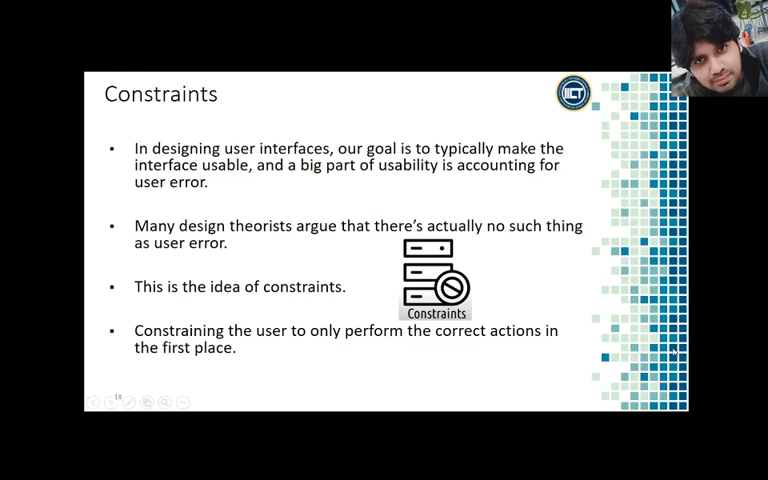 Constraints
IICT
▪ In designing user interfaces, our goal is to typically make the
interface usable, and a big part of usability is accounting for
user error.
▪ Many design theorists argue that there's actually no such thing
as user error.
▪ This is the idea of constraints.
Constraints
▪ Constraining the user to only perform the correct actions in
the first place.
18